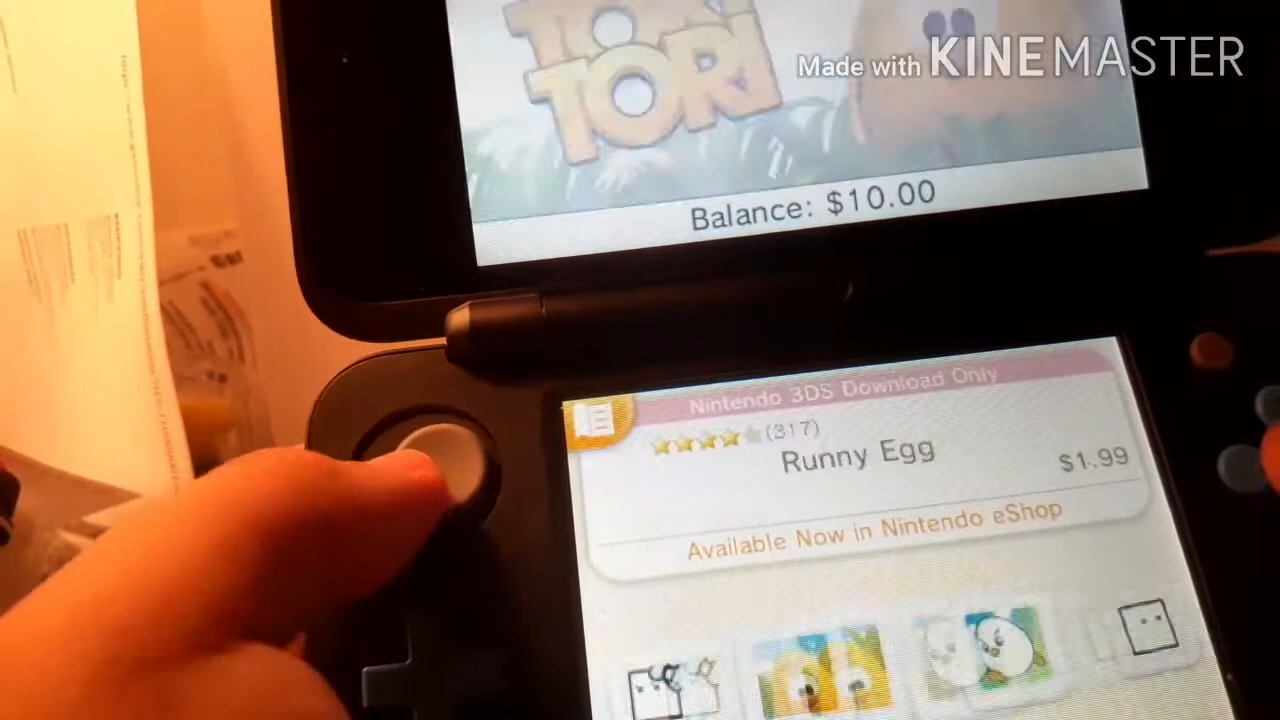 TORI
TORI
Made with KINEMASTER
Balance: $10.00
Nintendo 3DS Download Only
(317)
Runny Egg
$1.99
Available Now in Nintendo eShop